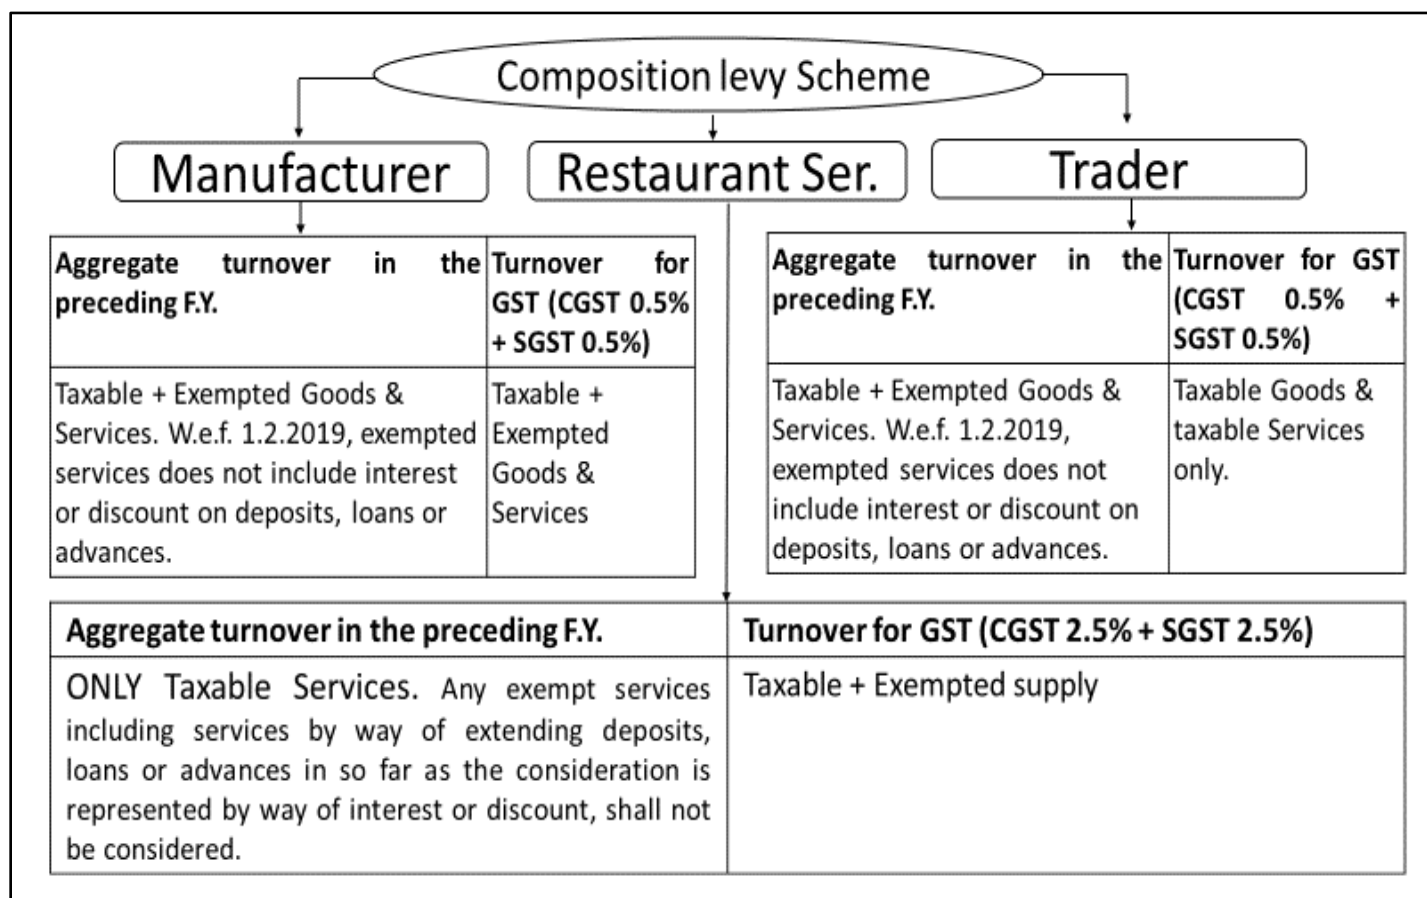 Composition levy Scheme
Manufacturer
Restaurant Ser.
Trader
Aggregate turnover in the
preceding F.Y.
Turnover for
GST (CGST 0.5%
+ SGST 0.5%)
Taxable + Exempted Goods &
Services. W.e.f. 1.2.2019, exempted
services does not include interest
or discount on deposits, loans or
advances.
Taxable +
Exempted
Goods &
Services
Aggregate turnover in the
preceding F.Y.
Turnover for GST
(CGST 0.5% +
SGST 0.5%)
Taxable + Exempted Goods &
Services. W.e.f. 1.2.2019,
exempted services does not
include interest or discount on
deposits, loans or advances.
Taxable Goods &
taxable Services
only.
Aggregate turnover in the preceding F.Y.
Turnover for GST (CGST 2.5% + SGST 2.5%)
ONLY Taxable Services. Any exempt services
including services by way of extending deposits,
loans or advances in so far as the consideration is
represented by way of interest or discount, shall not
be considered.
Taxable + Exempted supply